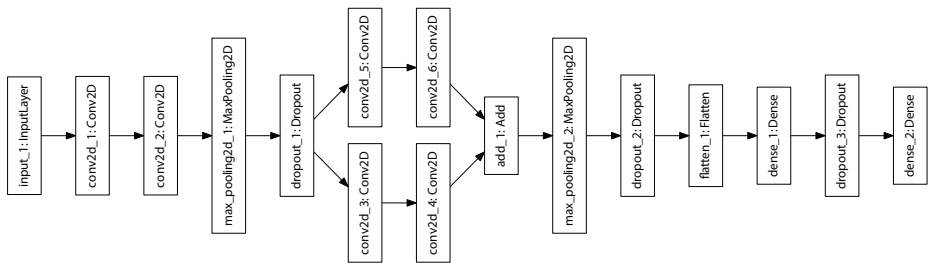 input_1: InputLayer
conv2d_1: Conv2D
conv2d_2: Conv2D
max_pooling2d_1: MaxPooling2D
dropout_1: Dropout
conv2d_5: Conv2D
conv2d_6: Conv2D
conv2d_3: Conv2D
conv2d_4: Conv2D
add_1: Add
max_pooling2d_2: MaxPooling2D
dropout_2: Dropout
flatten_1: Flatten
dense_1: Dense
dropout_3: Dropout
dense_2: Dense